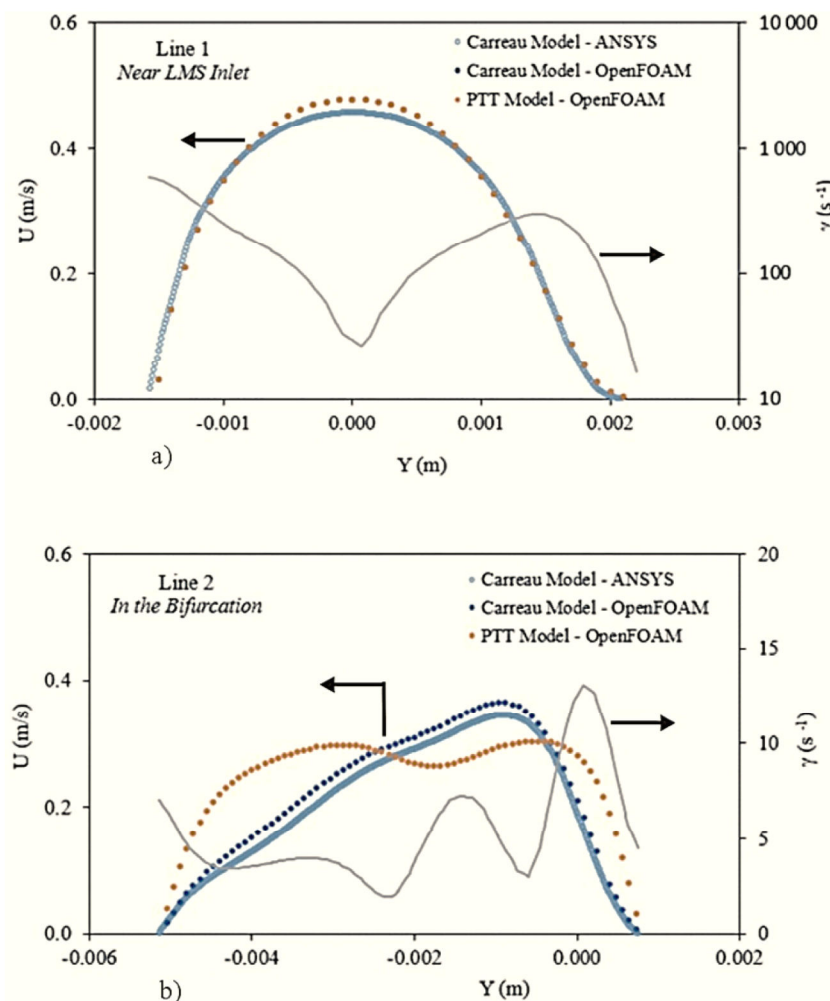 0.6
10 000
Line 1
Near LMS Inlet
Carreau Model - ANSYS
Carreau Model - OpenFOAM
PTT Model - OpenFOAM
0.4
1 000
U (m/s)
γ̇ (s⁻¹)
0.2
100
0.0
10
-0.002
-0.001
0.000
0.001
0.002
0.003
a)
Y (m)
0.6
20
Line 2
In the Bifurcation
Carreau Model - ANSYS
Carreau Model - OpenFOAM
PTT Model - OpenFOAM
15
0.4
U (m/s)
10
γ̇ (s⁻¹)
0.2
5
0.0
0
-0.006
-0.004
-0.002
0.000
0.002
b)
Y (m)